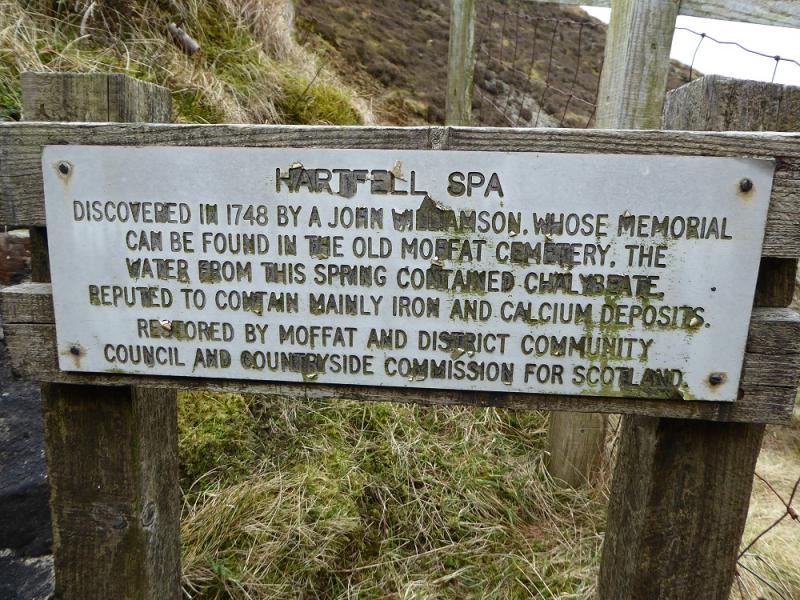 HARTFELL SPA
DISCOVERED IN 1748 BY A JOHN WILLIAMSON. WHOSE MEMORIAL
CAN BE FOUND IN THE OLD MOFFAT CEMETERY. THE
WATER FROM THIS SPRING CONTAINED CHALYBEATE.
REPUTED TO CONTAIN MAINLY IRON AND CALCIUM DEPOSITS.
RESTORED BY MOFFAT AND DISTRICT COMMUNITY
COUNCIL AND COUNTRYSIDE COMMISSION FOR SCOTLAND.